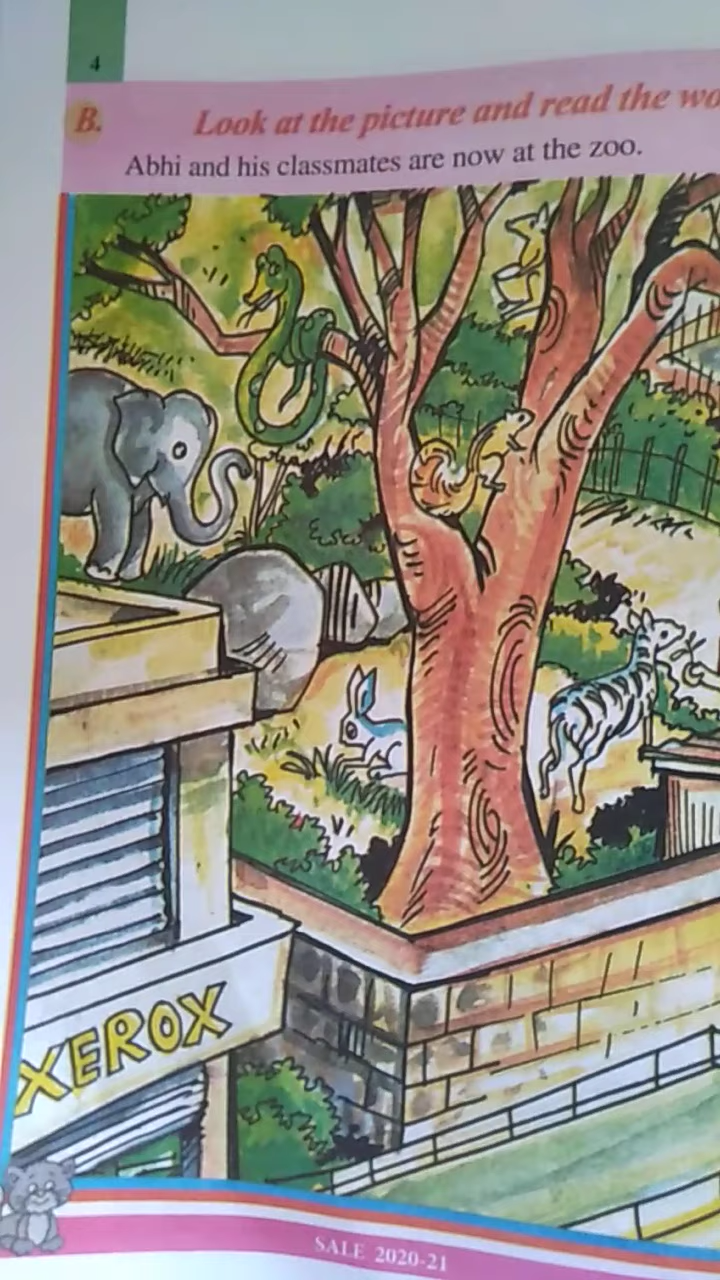 4
B.
Look at the picture and read the
Abhi and his classmates are now at the zoo.
XEROX
SALE 2020-21